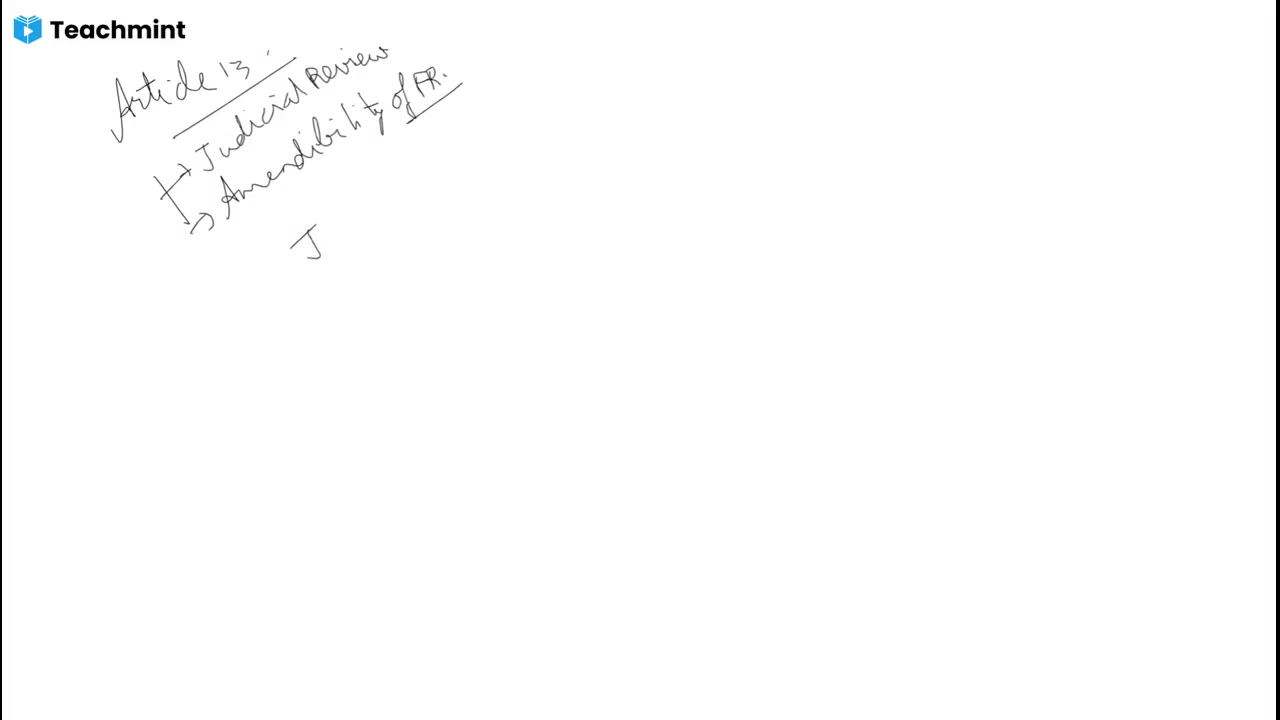 Teachmint
Article 13
Judicial Review
Amendibility of FR.
J